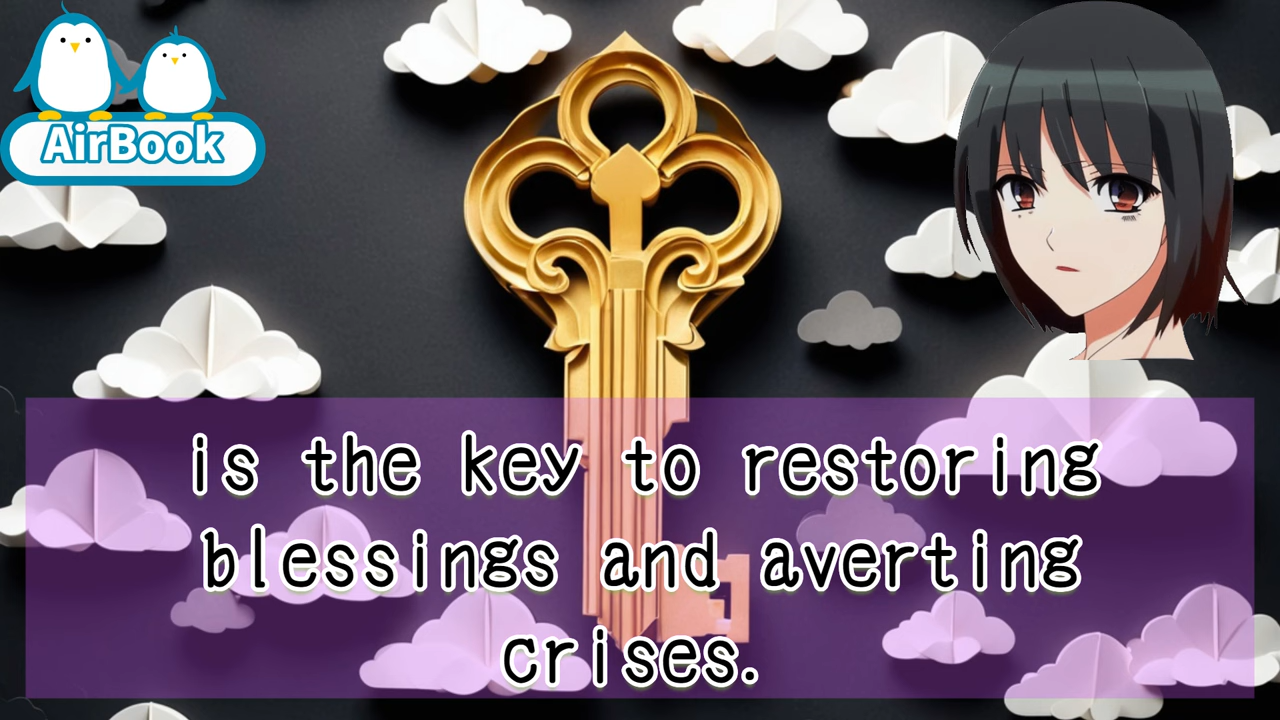 AirBook
is the key to restoring
blessings and averting
crises.